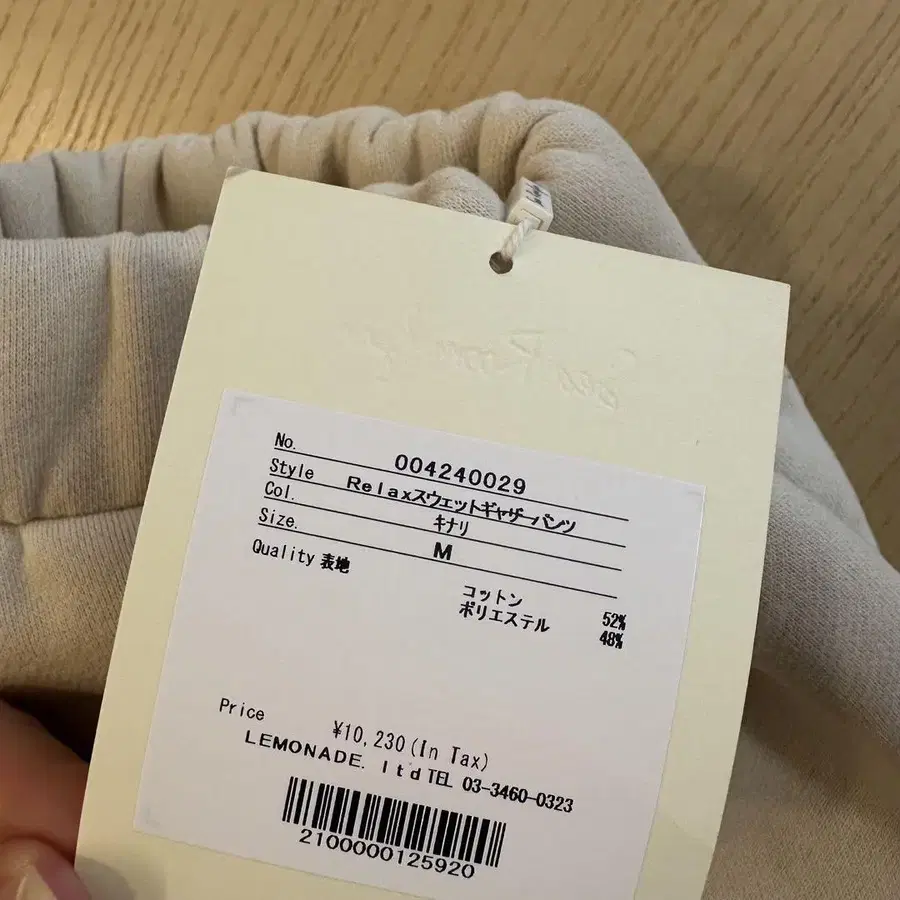 No. 004240029
Style Relaxスウェットギャザーパンツ
Col. キナリ
Size. M
Quality 表地
コットン 52%
ポリエステル 48%
Price ¥10,230(In Tax)
LEMONADE. ltd TEL 03-3460-0323
2100000125920